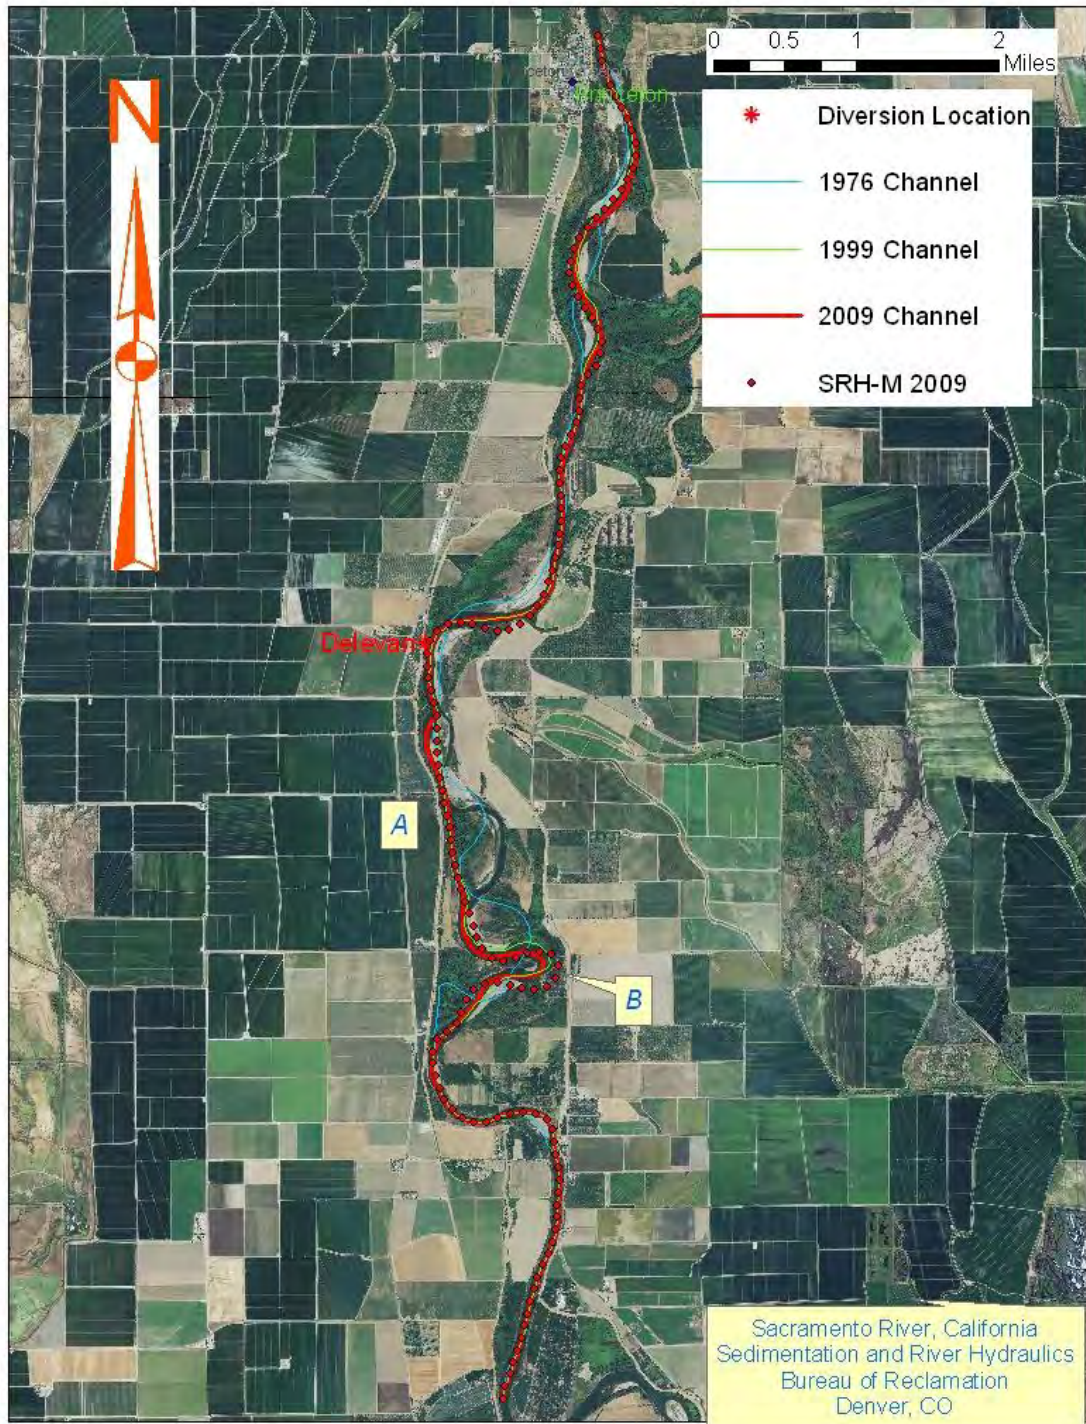 0 0.5 1 2
Miles
N
Princeton
Diversion Location
1976 Channel
1999 Channel
2009 Channel
SRH-M 2009
Delevan
A
B
Sacramento River, California
Sedimentation and River Hydraulics
Bureau of Reclamation
Denver, CO